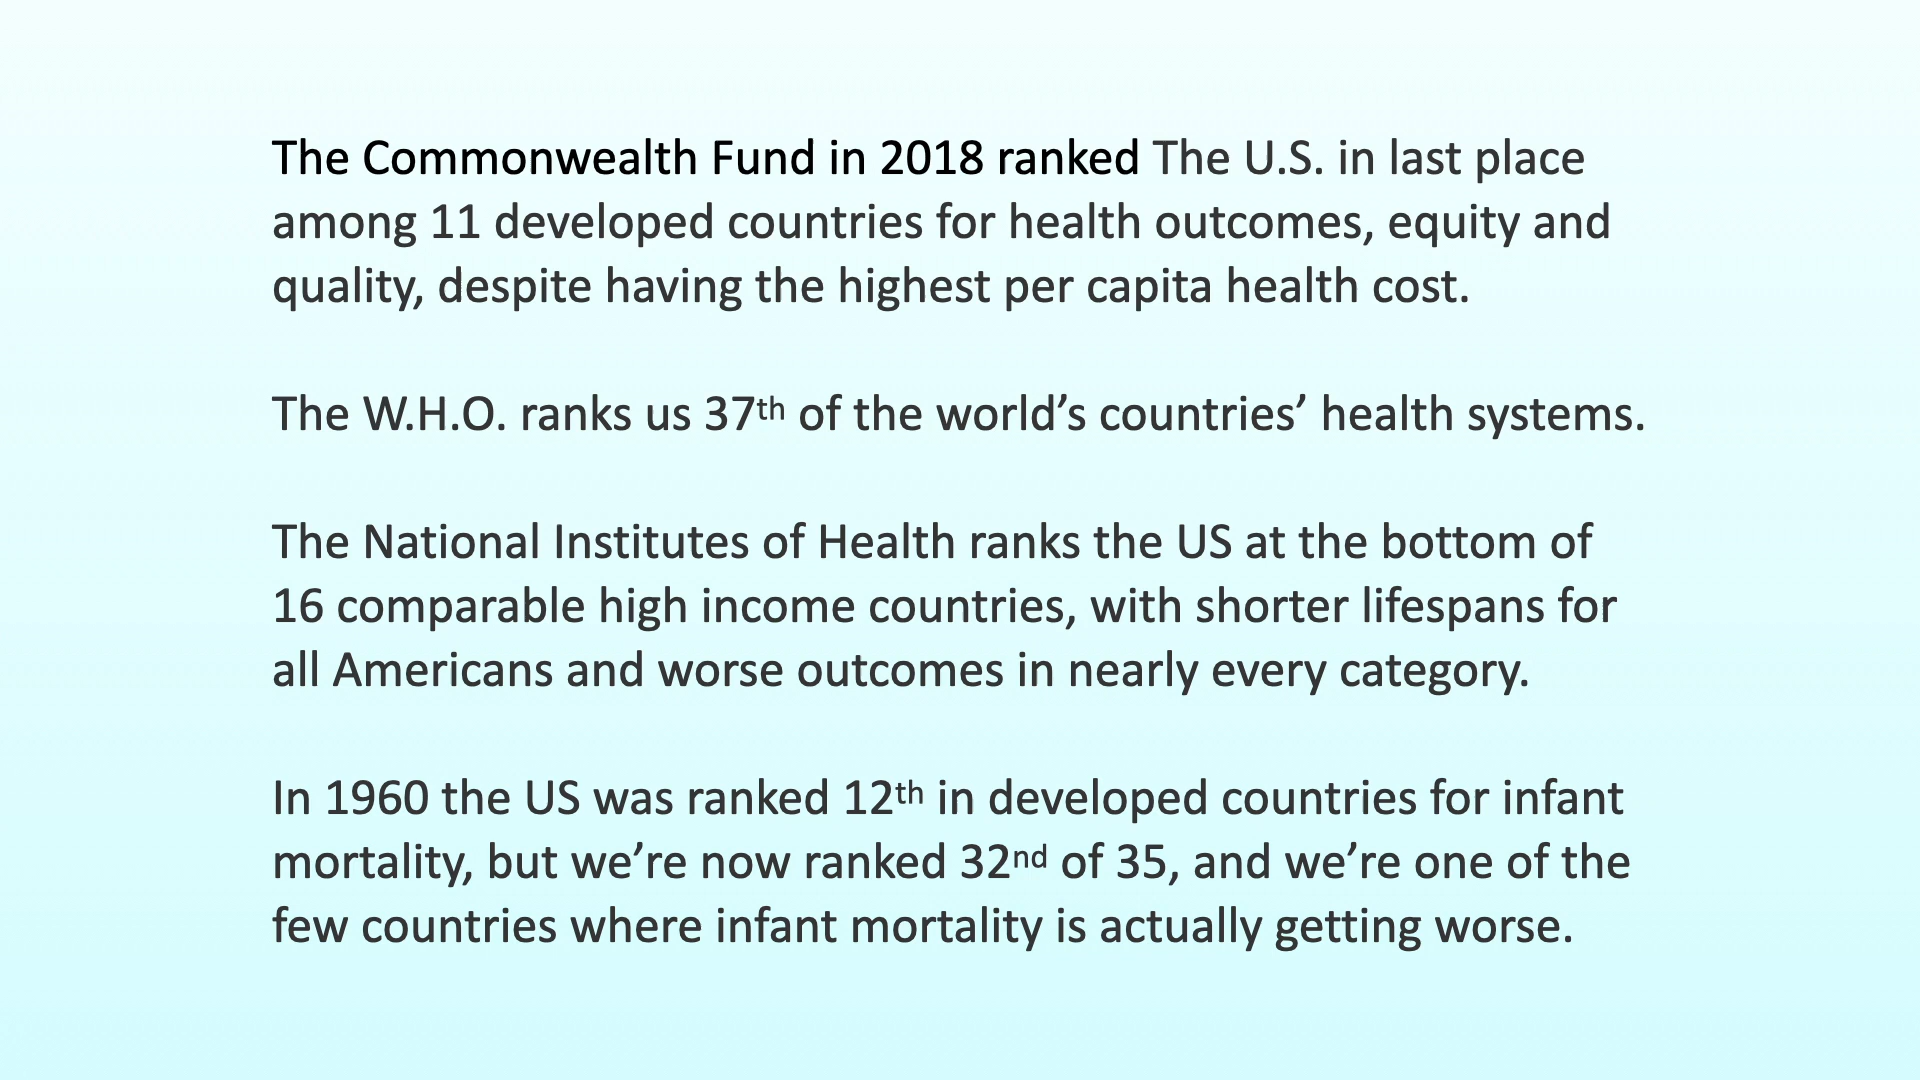 The Commonwealth Fund in 2018 ranked The U.S. in last place
among 11 developed countries for health outcomes, equity and
quality, despite having the highest per capita health cost.
The W.H.O. ranks us 37th of the world’s countries’ health systems.
The National Institutes of Health ranks the US at the bottom of
16 comparable high income countries, with shorter lifespans for
all Americans and worse outcomes in nearly every category.
In 1960 the US was ranked 12th in developed countries for infant
mortality, but we’re now ranked 32nd of 35, and we’re one of the
few countries where infant mortality is actually getting worse.